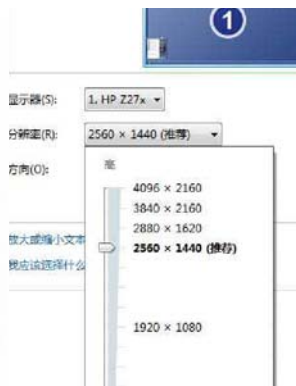 1
显示器(S):
1. HP Z27x
分辨率(R):
2560 × 1440 (推荐)
方向(O):
高
4096 × 2160
3840 × 2160
2880 × 1620
2560 × 1440 (推荐)
放大或缩小文本
我应该选择什么
1920 × 1080